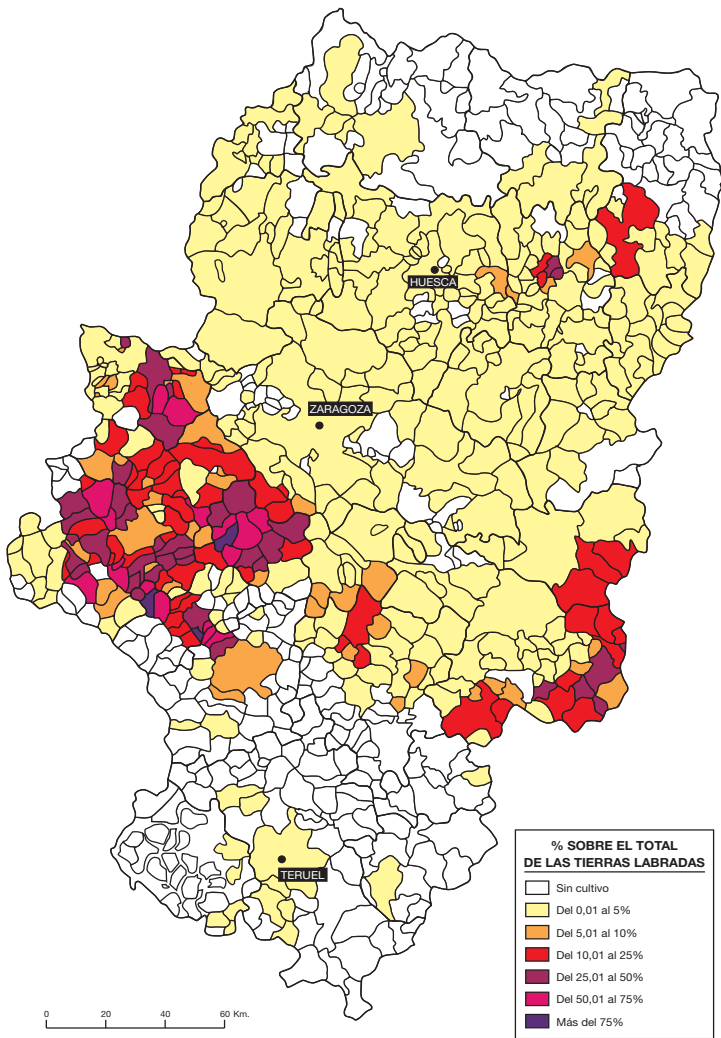 HUESCA
ZARAGOZA
TERUEL
% SOBRE EL TOTAL
DE LAS TIERRAS LABRADAS
Sin cultivo
Del 0,01 al 5%
Del 5,01 al 10%
Del 10,01 al 25%
Del 25,01 al 50%
Del 50,01 al 75%
Más del 75%
0 20 40 60 Km.